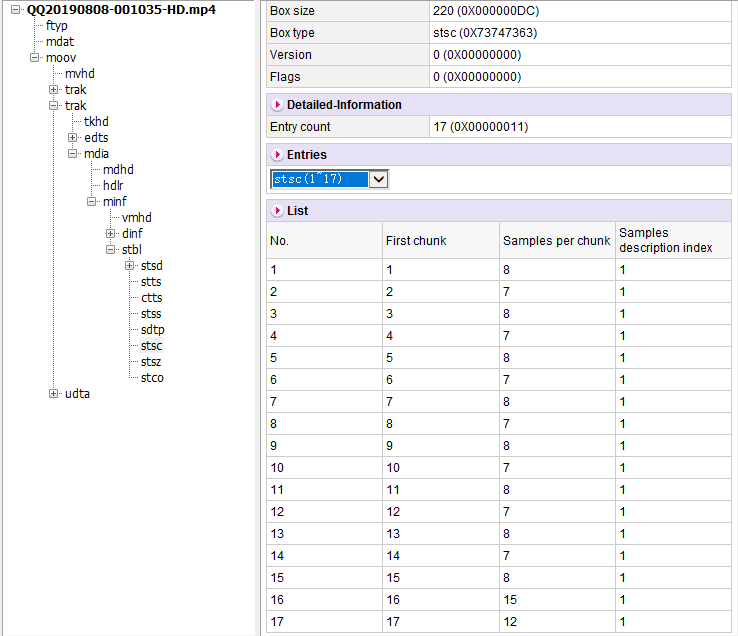 QQ20190808-001035-HD.mp4
ftyp
mdat
moov
mvhd
trak
trak
tkhd
edts
mdia
mdhd
hdlr
minf
vmhd
dinf
stbl
stsd
stts
ctts
stss
sdtp
stsc
stsz
stco
udta
Box size 220 (0X000000DC)
Box type stsc (0X73747363)
Version 0 (0X00000000)
Flags 0 (0X00000000)
Detailed-Information
Entry count 17 (0X00000011)
Entries
stsc(1~17)
List
No. First chunk Samples per chunk Samples
description index
1 1 8 1
2 2 7 1
3 3 8 1
4 4 7 1
5 5 8 1
6 6 7 1
7 7 8 1
8 8 7 1
9 9 8 1
10 10 7 1
11 11 8 1
12 12 7 1
13 13 8 1
14 14 7 1
15 15 8 1
16 16 15 1
17 17 12 1